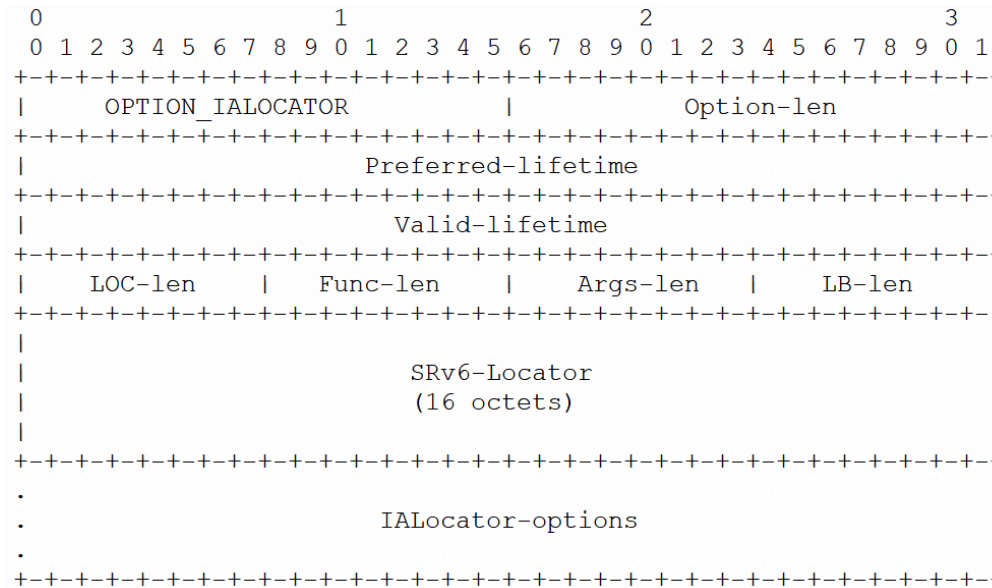 0                   1                   2                   3
 0 1 2 3 4 5 6 7 8 9 0 1 2 3 4 5 6 7 8 9 0 1 2 3 4 5 6 7 8 9 0 1
+-+-+-+-+-+-+-+-+-+-+-+-+-+-+-+-+-+-+-+-+-+-+-+-+-+-+-+-+-+-+-+-
|     OPTION_IALOCATOR          |           Option-len
+-+-+-+-+-+-+-+-+-+-+-+-+-+-+-+-+-+-+-+-+-+-+-+-+-+-+-+-+-+-+-+-
|                      Preferred-lifetime
+-+-+-+-+-+-+-+-+-+-+-+-+-+-+-+-+-+-+-+-+-+-+-+-+-+-+-+-+-+-+-+-
|                        Valid-lifetime
+-+-+-+-+-+-+-+-+-+-+-+-+-+-+-+-+-+-+-+-+-+-+-+-+-+-+-+-+-+-+-+-
|    LOC-len    |   Func-len    |    Args-len   |    LB-len
+-+-+-+-+-+-+-+-+-+-+-+-+-+-+-+-+-+-+-+-+-+-+-+-+-+-+-+-+-+-+-+-
|
|                         SRv6-Locator
|                         (16 octets)
|
+-+-+-+-+-+-+-+-+-+-+-+-+-+-+-+-+-+-+-+-+-+-+-+-+-+-+-+-+-+-+-+-
.
.                       IALocator-options
.
+-+-+-+-+-+-+-+-+-+-+-+-+-+-+-+-+-+-+-+-+-+-+-+-+-+-+-+-+-+-+-+-